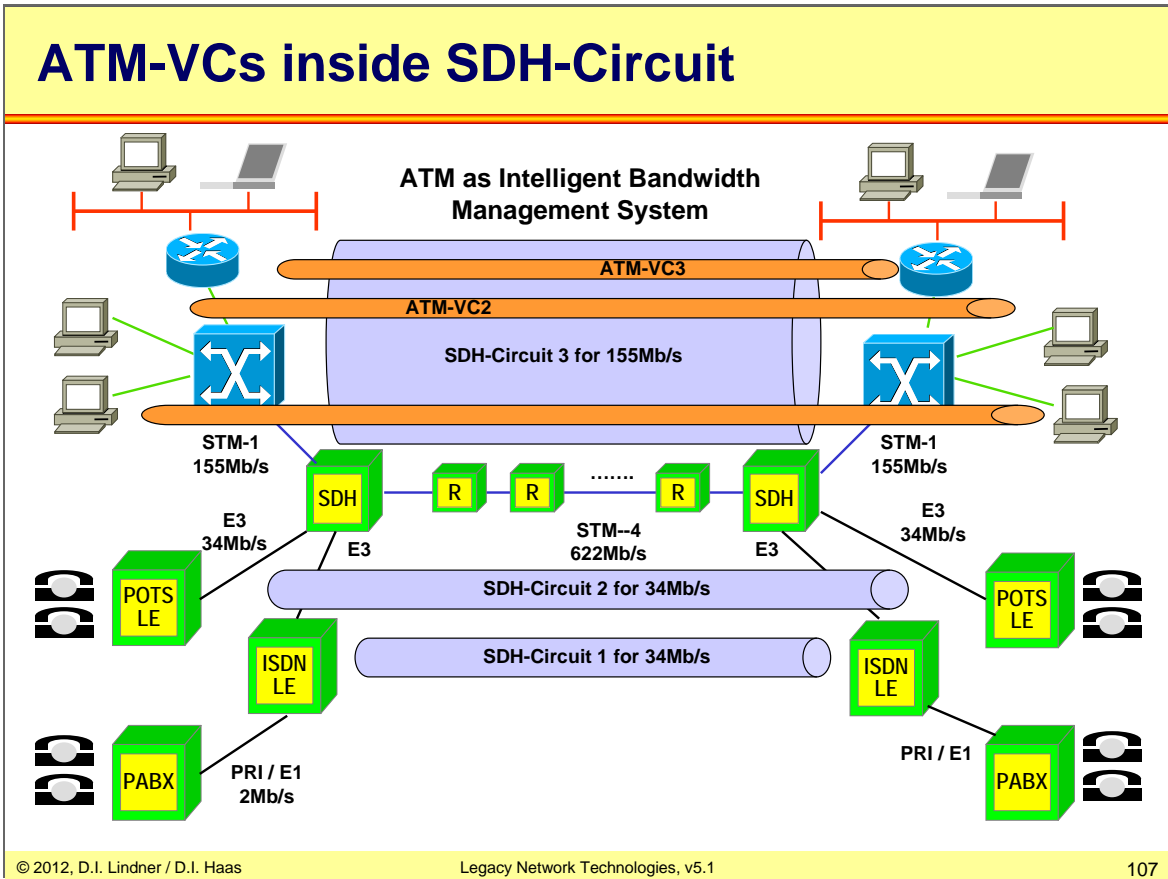 ATM-VCs inside SDH-Circuit
ATM as Intelligent Bandwidth
Management System
ATM-VC3
ATM-VC2
SDH-Circuit 3 for 155Mb/s
STM-1
155Mb/s
STM-1
155Mb/s
SDH
R
R
.......
R
SDH
E3
34Mb/s
E3
STM--4
622Mb/s
E3
E3
34Mb/s
POTS
LE
SDH-Circuit 2 for 34Mb/s
POTS
LE
ISDN
LE
SDH-Circuit 1 for 34Mb/s
ISDN
LE
PABX
PRI / E1
2Mb/s
PRI / E1
PABX
© 2012, D.I. Lindner / D.I. Haas
Legacy Network Technologies, v5.1
107